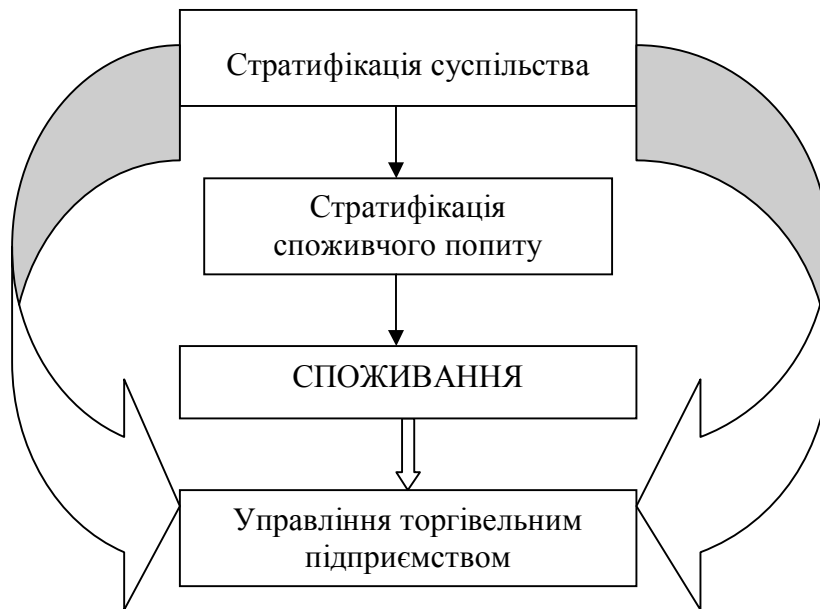 Стратифікація суспільства
Стратифікація
споживчого попиту
СПОЖИВАННЯ
Управління торгівельним
підприємством